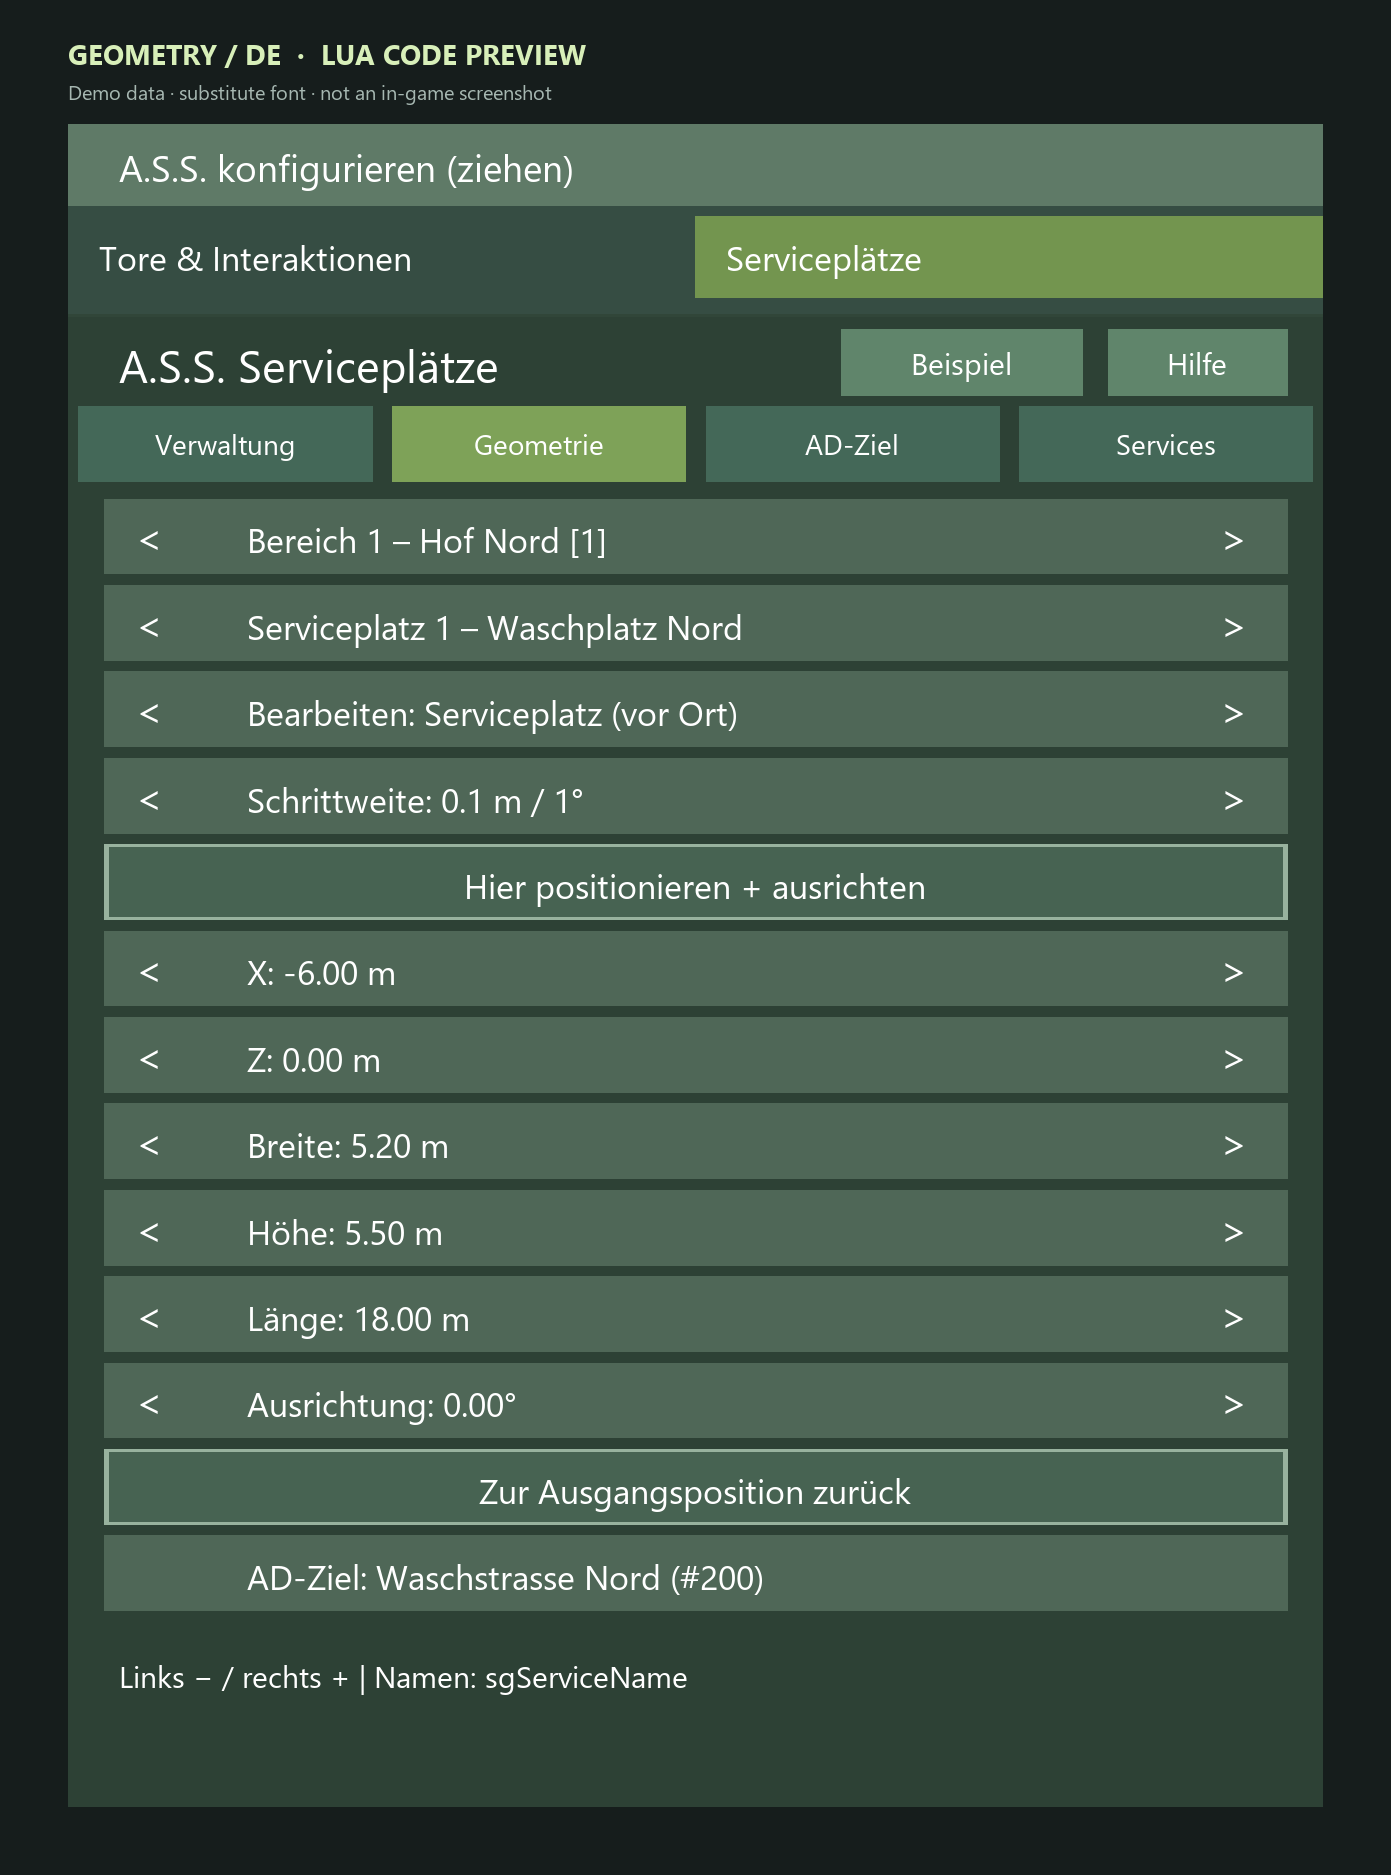 GEOMETRY / DE · LUA CODE PREVIEW
Demo data · substitute font · not an in-game screenshot
A.S.S. konfigurieren (ziehen)
Tore & Interaktionen Serviceplätze
A.S.S. Serviceplätze Beispiel Hilfe
Verwaltung Geometrie AD-Ziel Services
< Bereich 1 – Hof Nord [1] >
< Serviceplatz 1 – Waschplatz Nord >
< Bearbeiten: Serviceplatz (vor Ort) >
< Schrittweite: 0.1 m / 1° >
Hier positionieren + ausrichten
< X: -6.00 m >
< Z: 0.00 m >
< Breite: 5.20 m >
< Höhe: 5.50 m >
< Länge: 18.00 m >
< Ausrichtung: 0.00° >
Zur Ausgangsposition zurück
AD-Ziel: Waschstrasse Nord (#200)
Links − / rechts + | Namen: sgServiceName